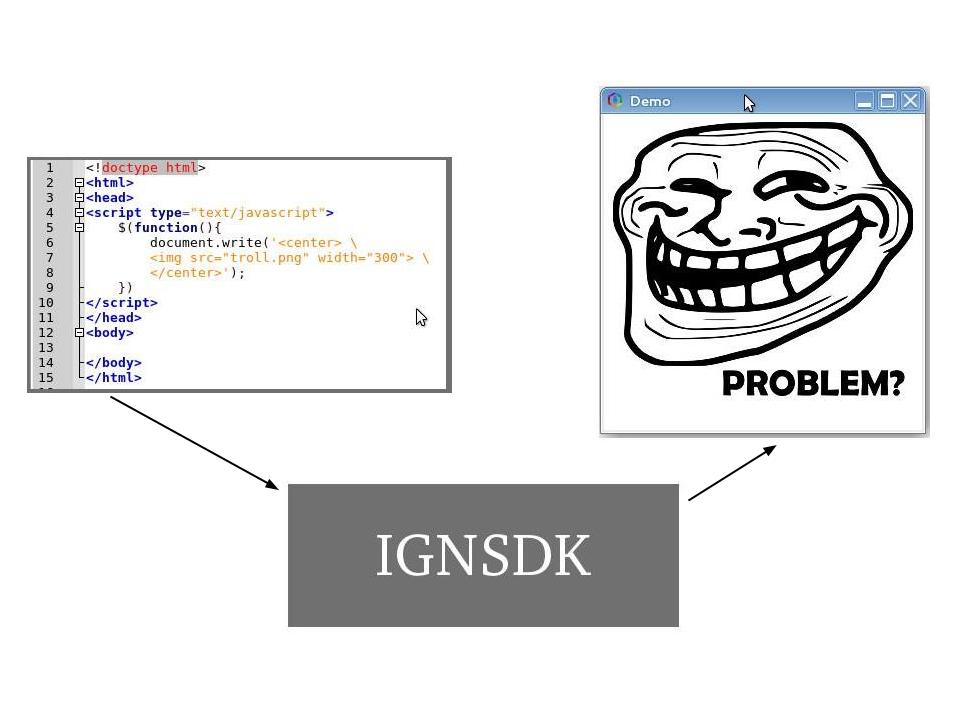 1 <!doctype html>
2 <html>
3 <head>
4 <script type="text/javascript">
5 $(function(){
6 document.write('<center> \
7 <img src="troll.png" width="300"> \
8 </center>');
9 })
10 </script>
11 </head>
12 <body>
13
14 </body>
15 </html>
Demo
PROBLEM?
IGNSDK